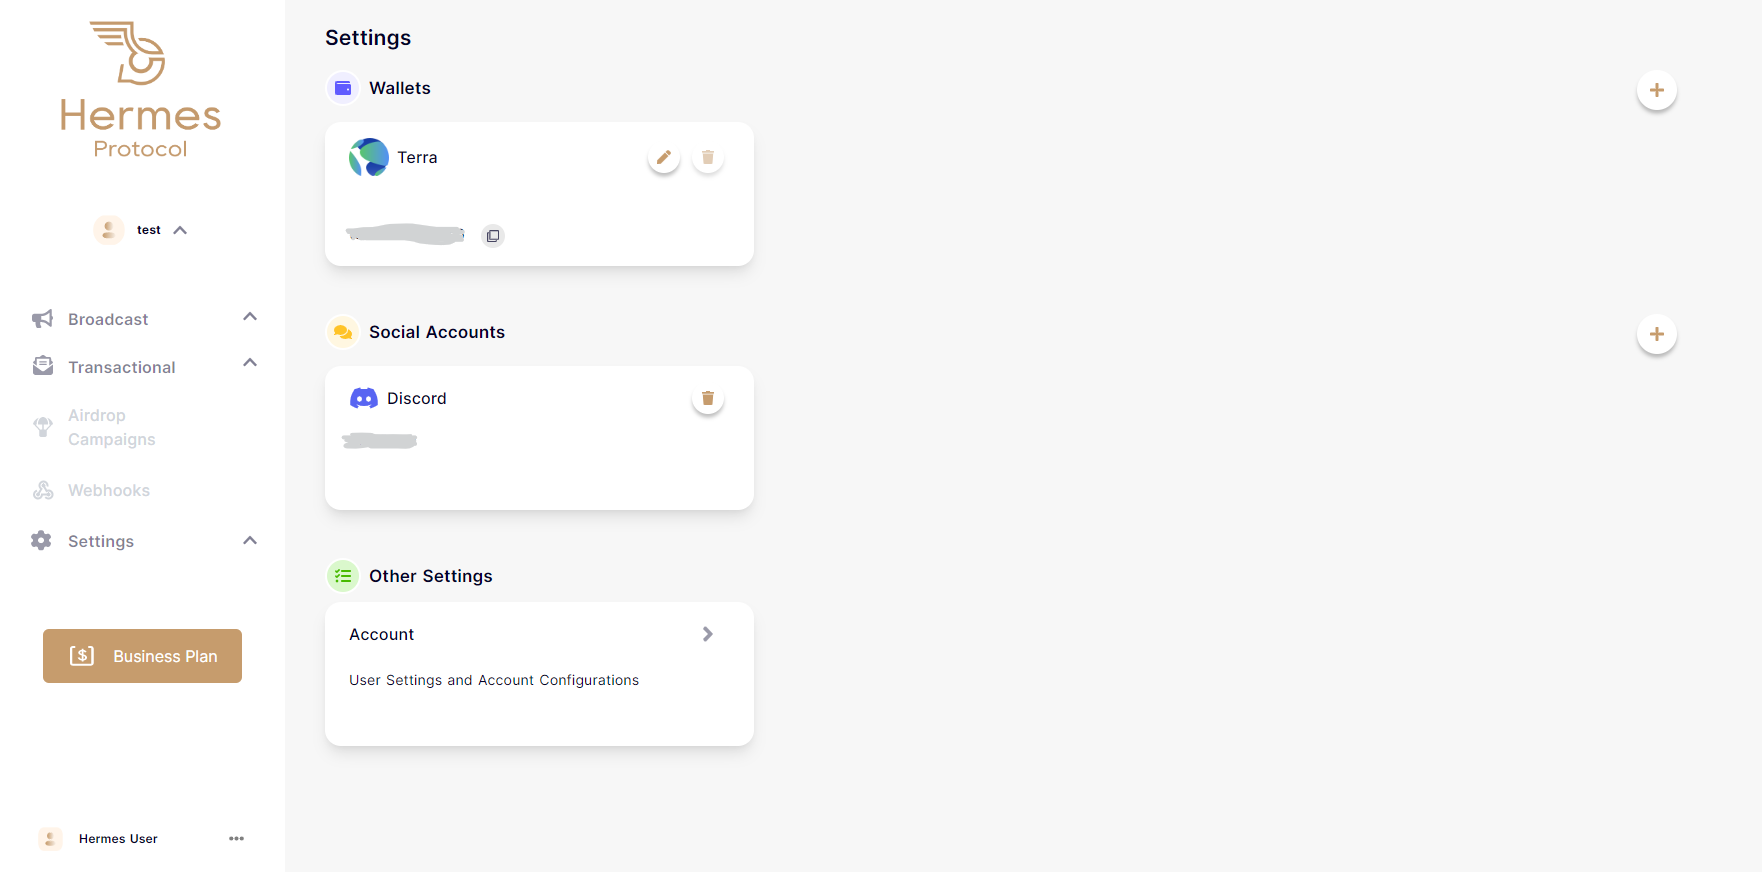 Hermes
Protocol
test
Broadcast
Transactional
Airdrop
Campaigns
Webhooks
Settings
Business Plan
Hermes User
Settings
Wallets
Terra
Social Accounts
Discord
Other Settings
Account
User Settings and Account Configurations